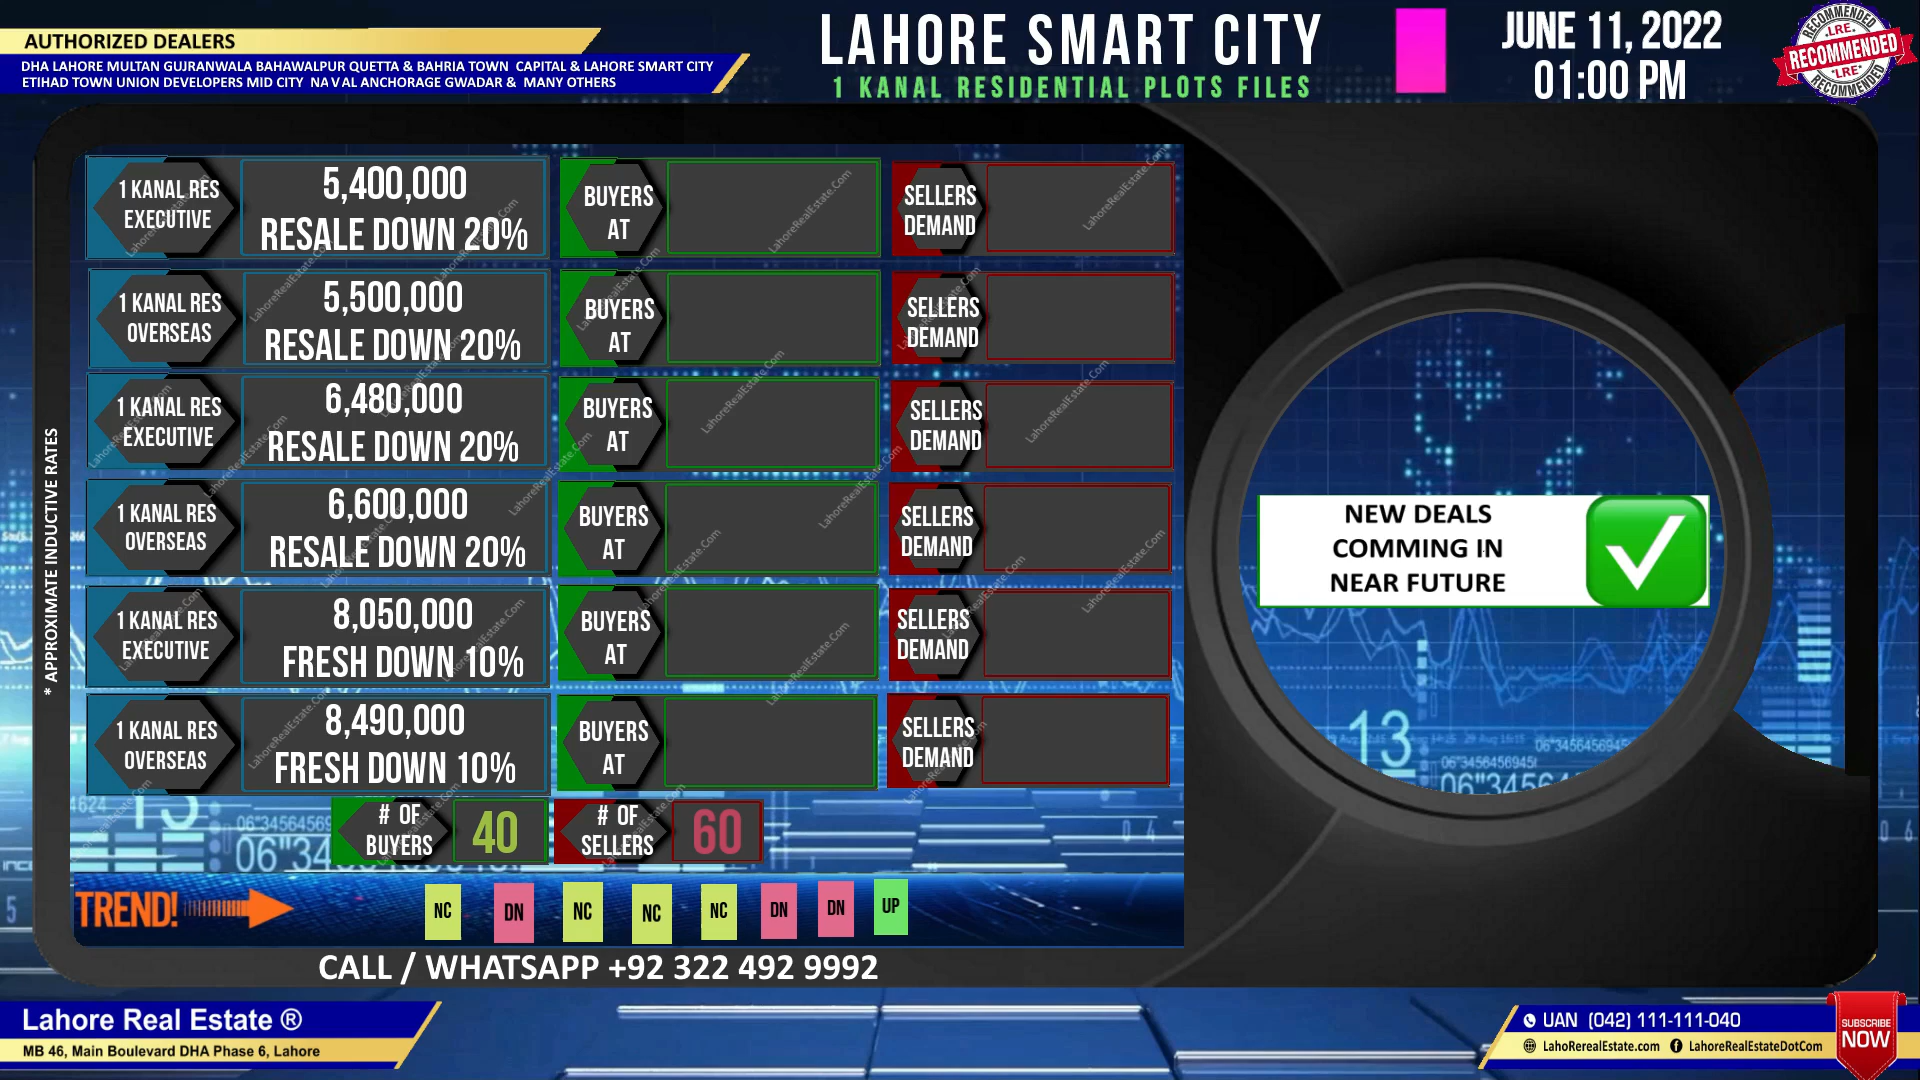 AUTHORIZED DEALERS
DHA LAHORE MULTAN GUJRANWALA BAHAWALPUR QUETTA & BAHRIA TOWN CAPITAL & LAHORE SMART CITY
ETIHAD TOWN UNION DEVELOPERS MID CITY NAVAL ANCHORAGE GWADAR & MANY OTHERS
LAHORE SMART CITY
1 KANAL RESIDENTIAL PLOTS FILES
JUNE 11, 2022
01:00 PM
RECOMMENDED
.LRE.
RECOMMENDED
*LRE*
RECOMMENDED
* APPROXIMATE INDUCTIVE RATES
1 KANAL RES
EXECUTIVE
5,400,000
RESALE DOWN 20%
BUYERS
AT
SELLERS
DEMAND
1 KANAL RES
OVERSEAS
5,500,000
RESALE DOWN 20%
BUYERS
AT
SELLERS
DEMAND
1 KANAL RES
EXECUTIVE
6,480,000
RESALE DOWN 20%
BUYERS
AT
SELLERS
DEMAND
1 KANAL RES
OVERSEAS
6,600,000
RESALE DOWN 20%
BUYERS
AT
SELLERS
DEMAND
1 KANAL RES
EXECUTIVE
8,050,000
FRESH DOWN 10%
BUYERS
AT
SELLERS
DEMAND
1 KANAL RES
OVERSEAS
8,490,000
FRESH DOWN 10%
BUYERS
AT
SELLERS
DEMAND
# OF
BUYERS
40
# OF
SELLERS
60
TREND!
NC DN NC NC NC DN DN UP
CALL / WHATSAPP +92 322 492 9992
NEW DEALS
COMMING IN
NEAR FUTURE
LahoreRealEstate.Com
Lahore Real Estate ®
MB 46, Main Boulevard DHA Phase 6, Lahore
UAN (042) 111-111-040
LahoRerealEstate.com LahoreRealEstateDotCom
SUBSCRIBE
NOW